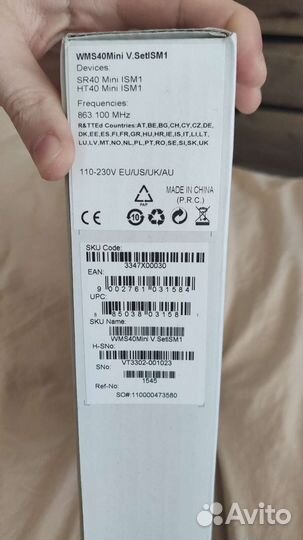 WMS40Mini V.SetISM1
Devices:
SR40 Mini ISM1
HT40 Mini ISM1
Frequencies:
863.100 MHz
R&TTEd Countries:AT,BE,BG,CH,CY,CZ,DE,
DK,EE,ES,FI,FR,GR,HU,HR,IE,IS,IT,LI,LT,
LU,LV,MT,NO,NL,PL,PT,RO,SE,SI,SK,UK
110-230V EU/US/UK/AU
PAP
MADE IN CHINA
(P.R.C.)
CE
10
SKU Code:
3347X00030
EAN:
9 002761 031584
UPC:
8 85038 03158 1
SKU Name:
WMS40Mini V.SetISM1
H-SNo:
VT3302-001023
SNo:
1545
Ref-No:
SO#:110000473580
Avito